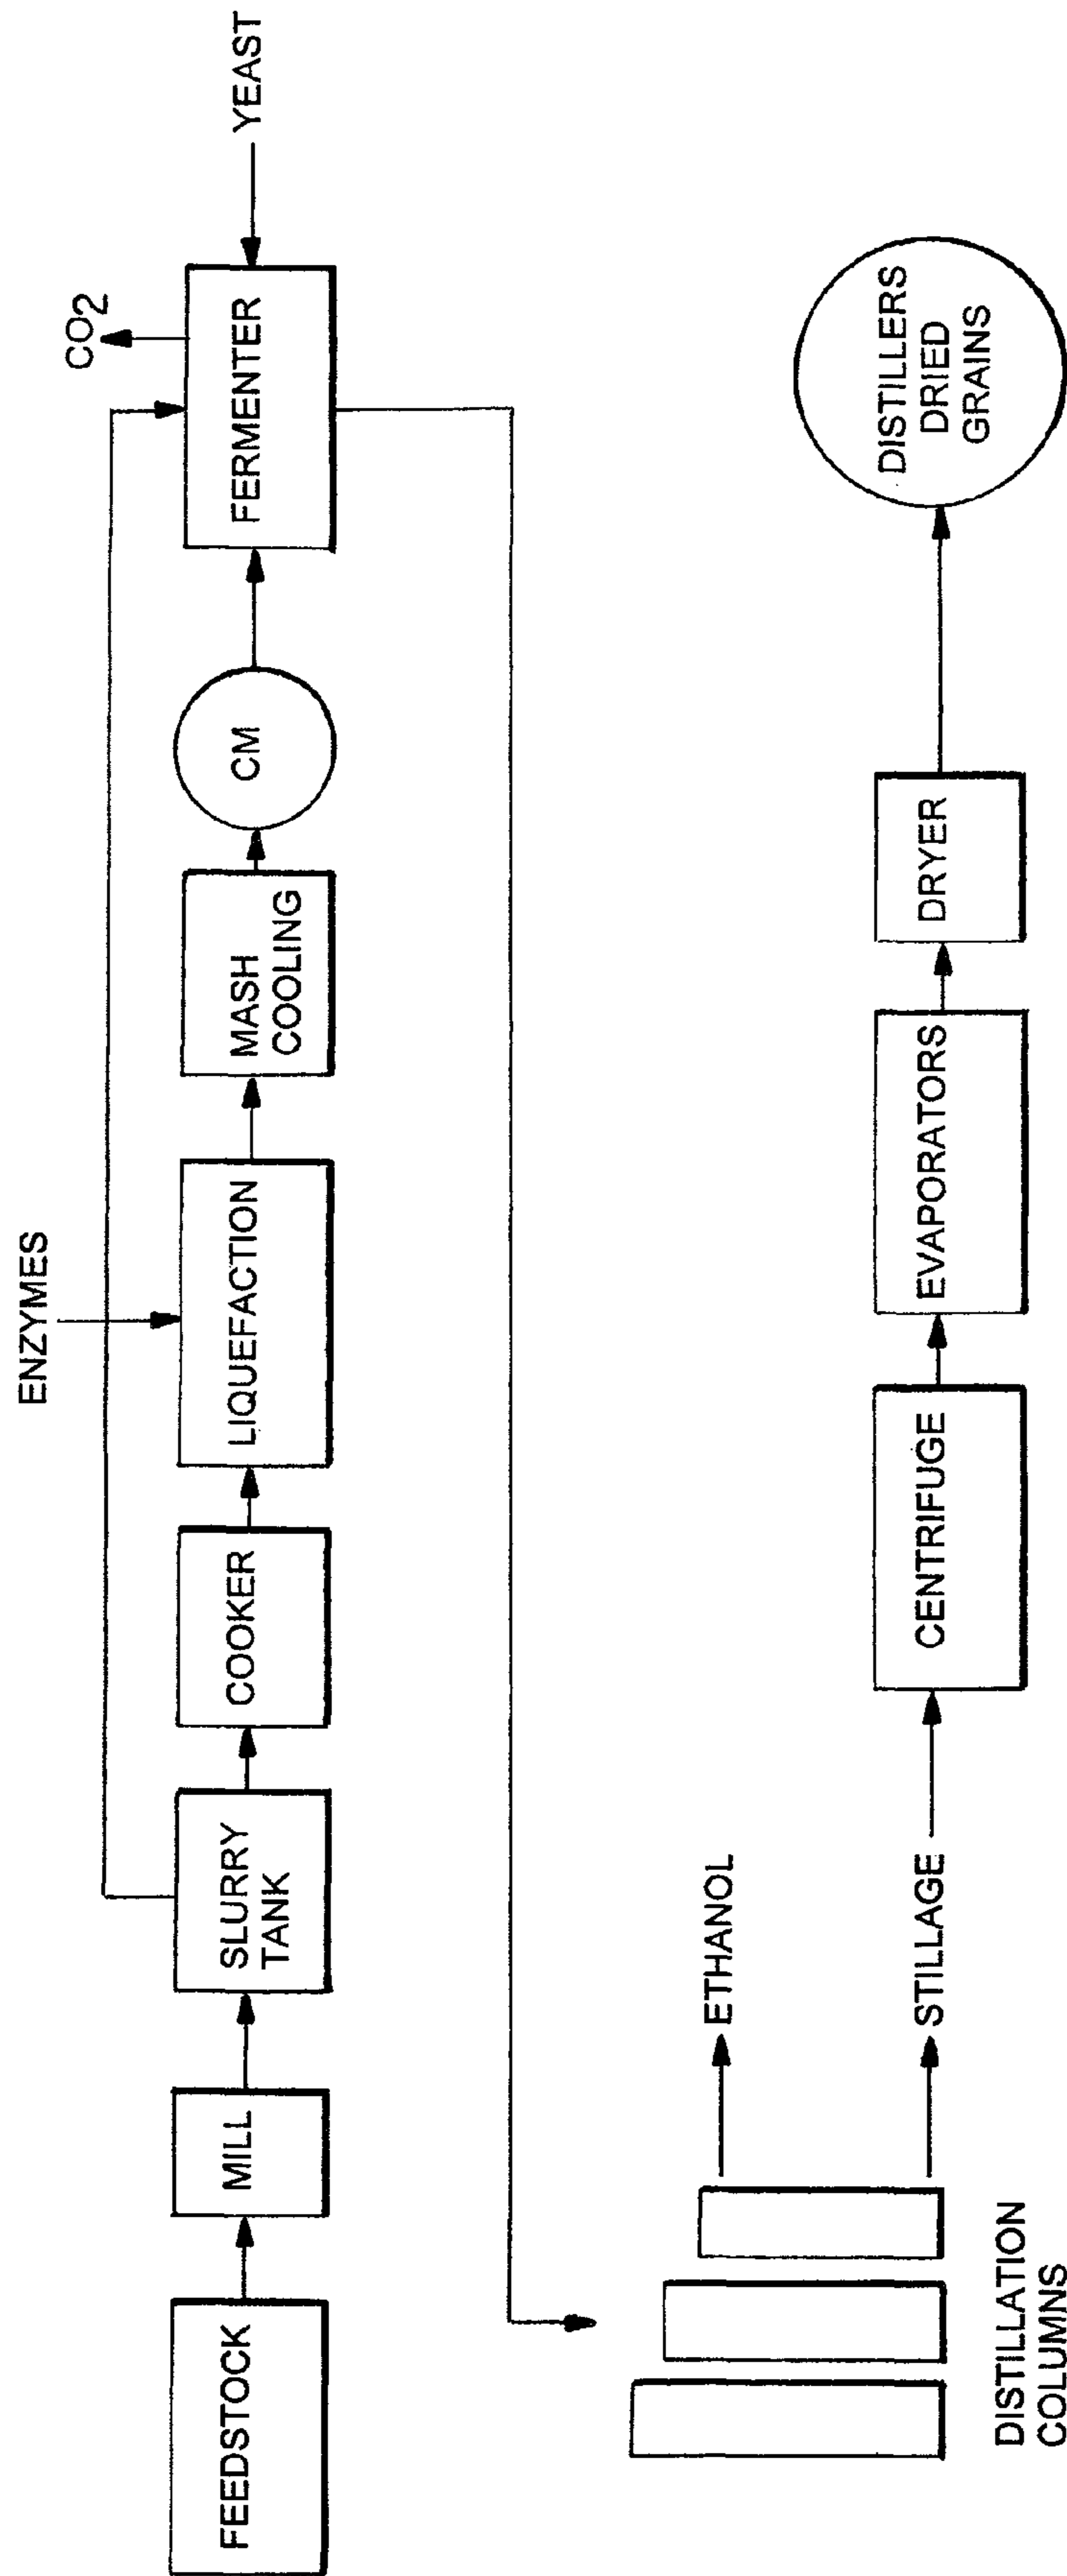 ENZYMES
CO2
FEEDSTOCK
MILL
SLURRY
TANK
COOKER
LIQUEFACTION
MASH
COOLING
CM
FERMENTER
YEAST
DISTILLATION
COLUMNS
ETHANOL
STILLAGE
CENTRIFUGE
EVAPORATORS
DRYER
DISTILLERS
DRIED
GRAINS